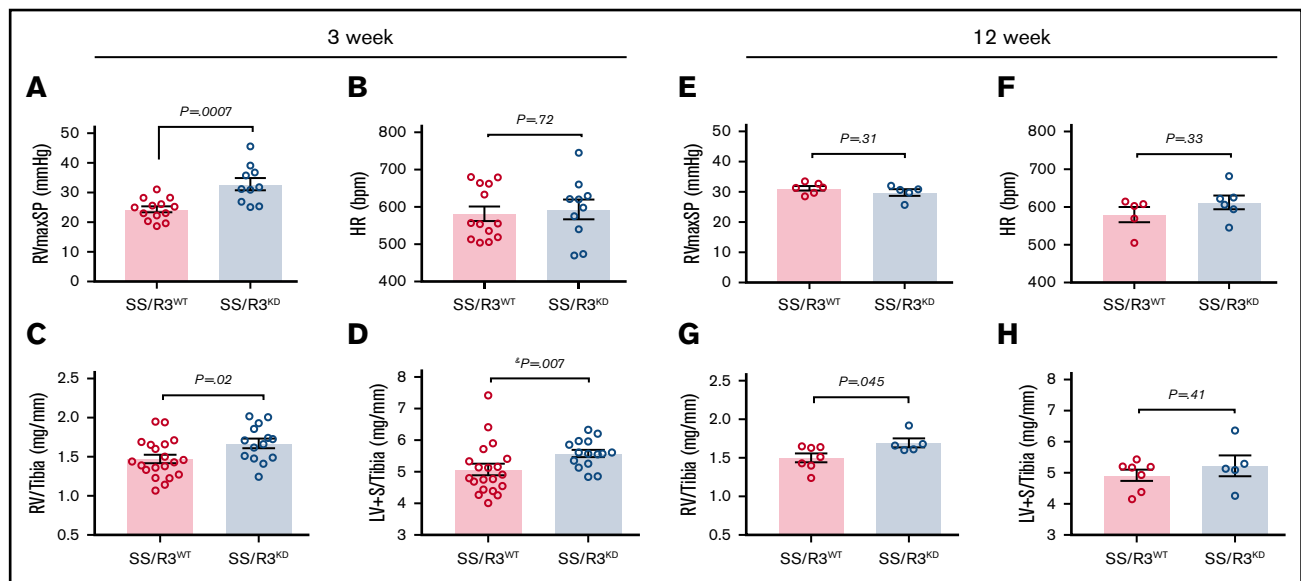 3 week
12 week
A
P=.0007
RVmaxSP (mmHg)
50
40
30
20
10
0
SS/R3ᵂᵀ
SS/R3ᴷᴰ
B
P=.72
HR (bpm)
800
700
600
500
400
SS/R3ᵂᵀ
SS/R3ᴷᴰ
E
P=.31
RVmaxSP (mmHg)
50
40
30
20
10
0
SS/R3ᵂᵀ
SS/R3ᴷᴰ
F
P=.33
HR (bpm)
800
700
600
500
400
SS/R3ᵂᵀ
SS/R3ᴷᴰ
C
P=.02
RV/Tibia (mg/mm)
2.5
2.0
1.5
1.0
0.5
SS/R3ᵂᵀ
SS/R3ᴷᴰ
D
&P=.007
LV+S/Tibia (mg/mm)
8
7
6
5
4
3
SS/R3ᵂᵀ
SS/R3ᴷᴰ
G
P=.045
RV/Tibia (mg/mm)
2.5
2.0
1.5
1.0
0.5
SS/R3ᵂᵀ
SS/R3ᴷᴰ
H
P=.41
LV+S/Tibia (mg/mm)
8
7
6
5
4
3
SS/R3ᵂᵀ
SS/R3ᴷᴰ